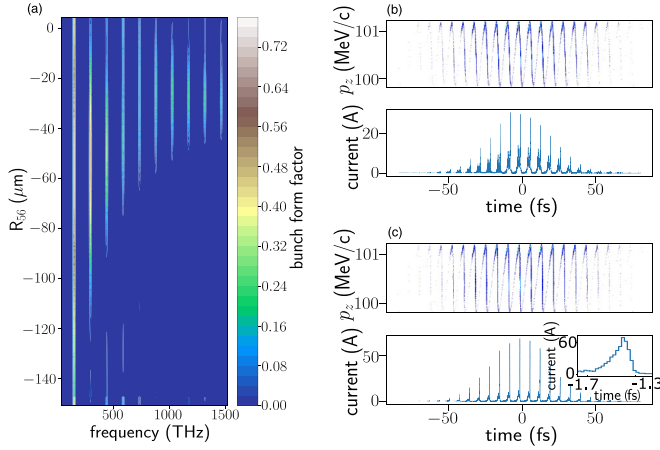 (a)
0
−20
−40
−60
−80
−100
−120
−140
R56 (μm)
500
1000
1500
frequency (THz)
0.72
0.64
0.56
0.48
0.40
0.32
0.24
0.16
0.08
0.00
bunch form factor
(b)
101
100
pz (MeV/c)
20
0
current (A)
−50
0
50
time (fs)
(c)
101
100
pz (MeV/c)
50
0
current (A)
−50
0
50
time (fs)
60
0
current (A)
−1.7
−1.3
time (fs)